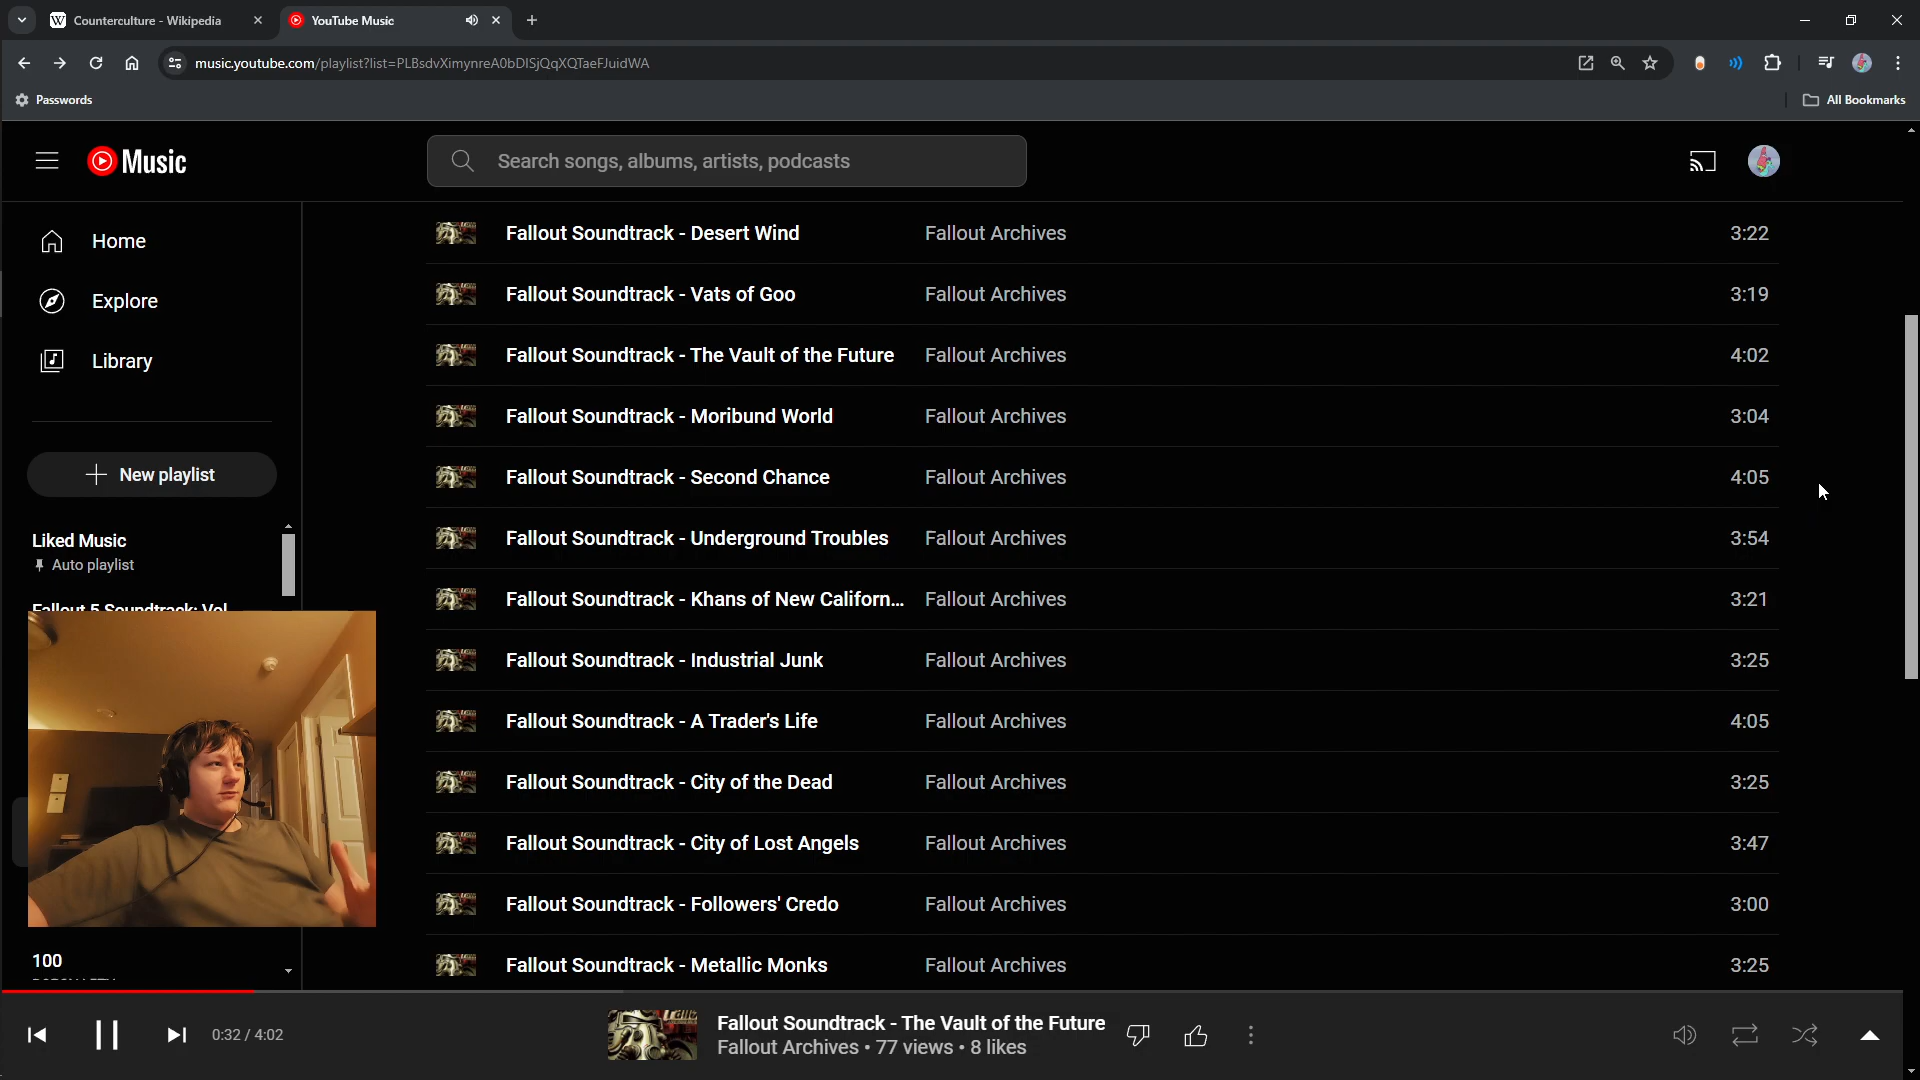 Counterculture - Wikipedia
YouTube Music
music.youtube.com/playlist?list=PLBsdvXimynreA0bDISjQqXQTaeFJuidWA
Passwords
All Bookmarks
Music
Search songs, albums, artists, podcasts
Home
Explore
Library
New playlist
Liked Music
Auto playlist
Fallout 5 Soundtrack: Vol
100
Fallout Soundtrack - Desert Wind Fallout Archives 3:22
Fallout Soundtrack - Vats of Goo Fallout Archives 3:19
Fallout Soundtrack - The Vault of the Future Fallout Archives 4:02
Fallout Soundtrack - Moribund World Fallout Archives 3:04
Fallout Soundtrack - Second Chance Fallout Archives 4:05
Fallout Soundtrack - Underground Troubles Fallout Archives 3:54
Fallout Soundtrack - Khans of New Californ... Fallout Archives 3:21
Fallout Soundtrack - Industrial Junk Fallout Archives 3:25
Fallout Soundtrack - A Trader's Life Fallout Archives 4:05
Fallout Soundtrack - City of the Dead Fallout Archives 3:25
Fallout Soundtrack - City of Lost Angels Fallout Archives 3:47
Fallout Soundtrack - Followers' Credo Fallout Archives 3:00
Fallout Soundtrack - Metallic Monks Fallout Archives 3:25
0:32 / 4:02
Fallout Soundtrack - The Vault of the Future
Fallout Archives • 77 views • 8 likes